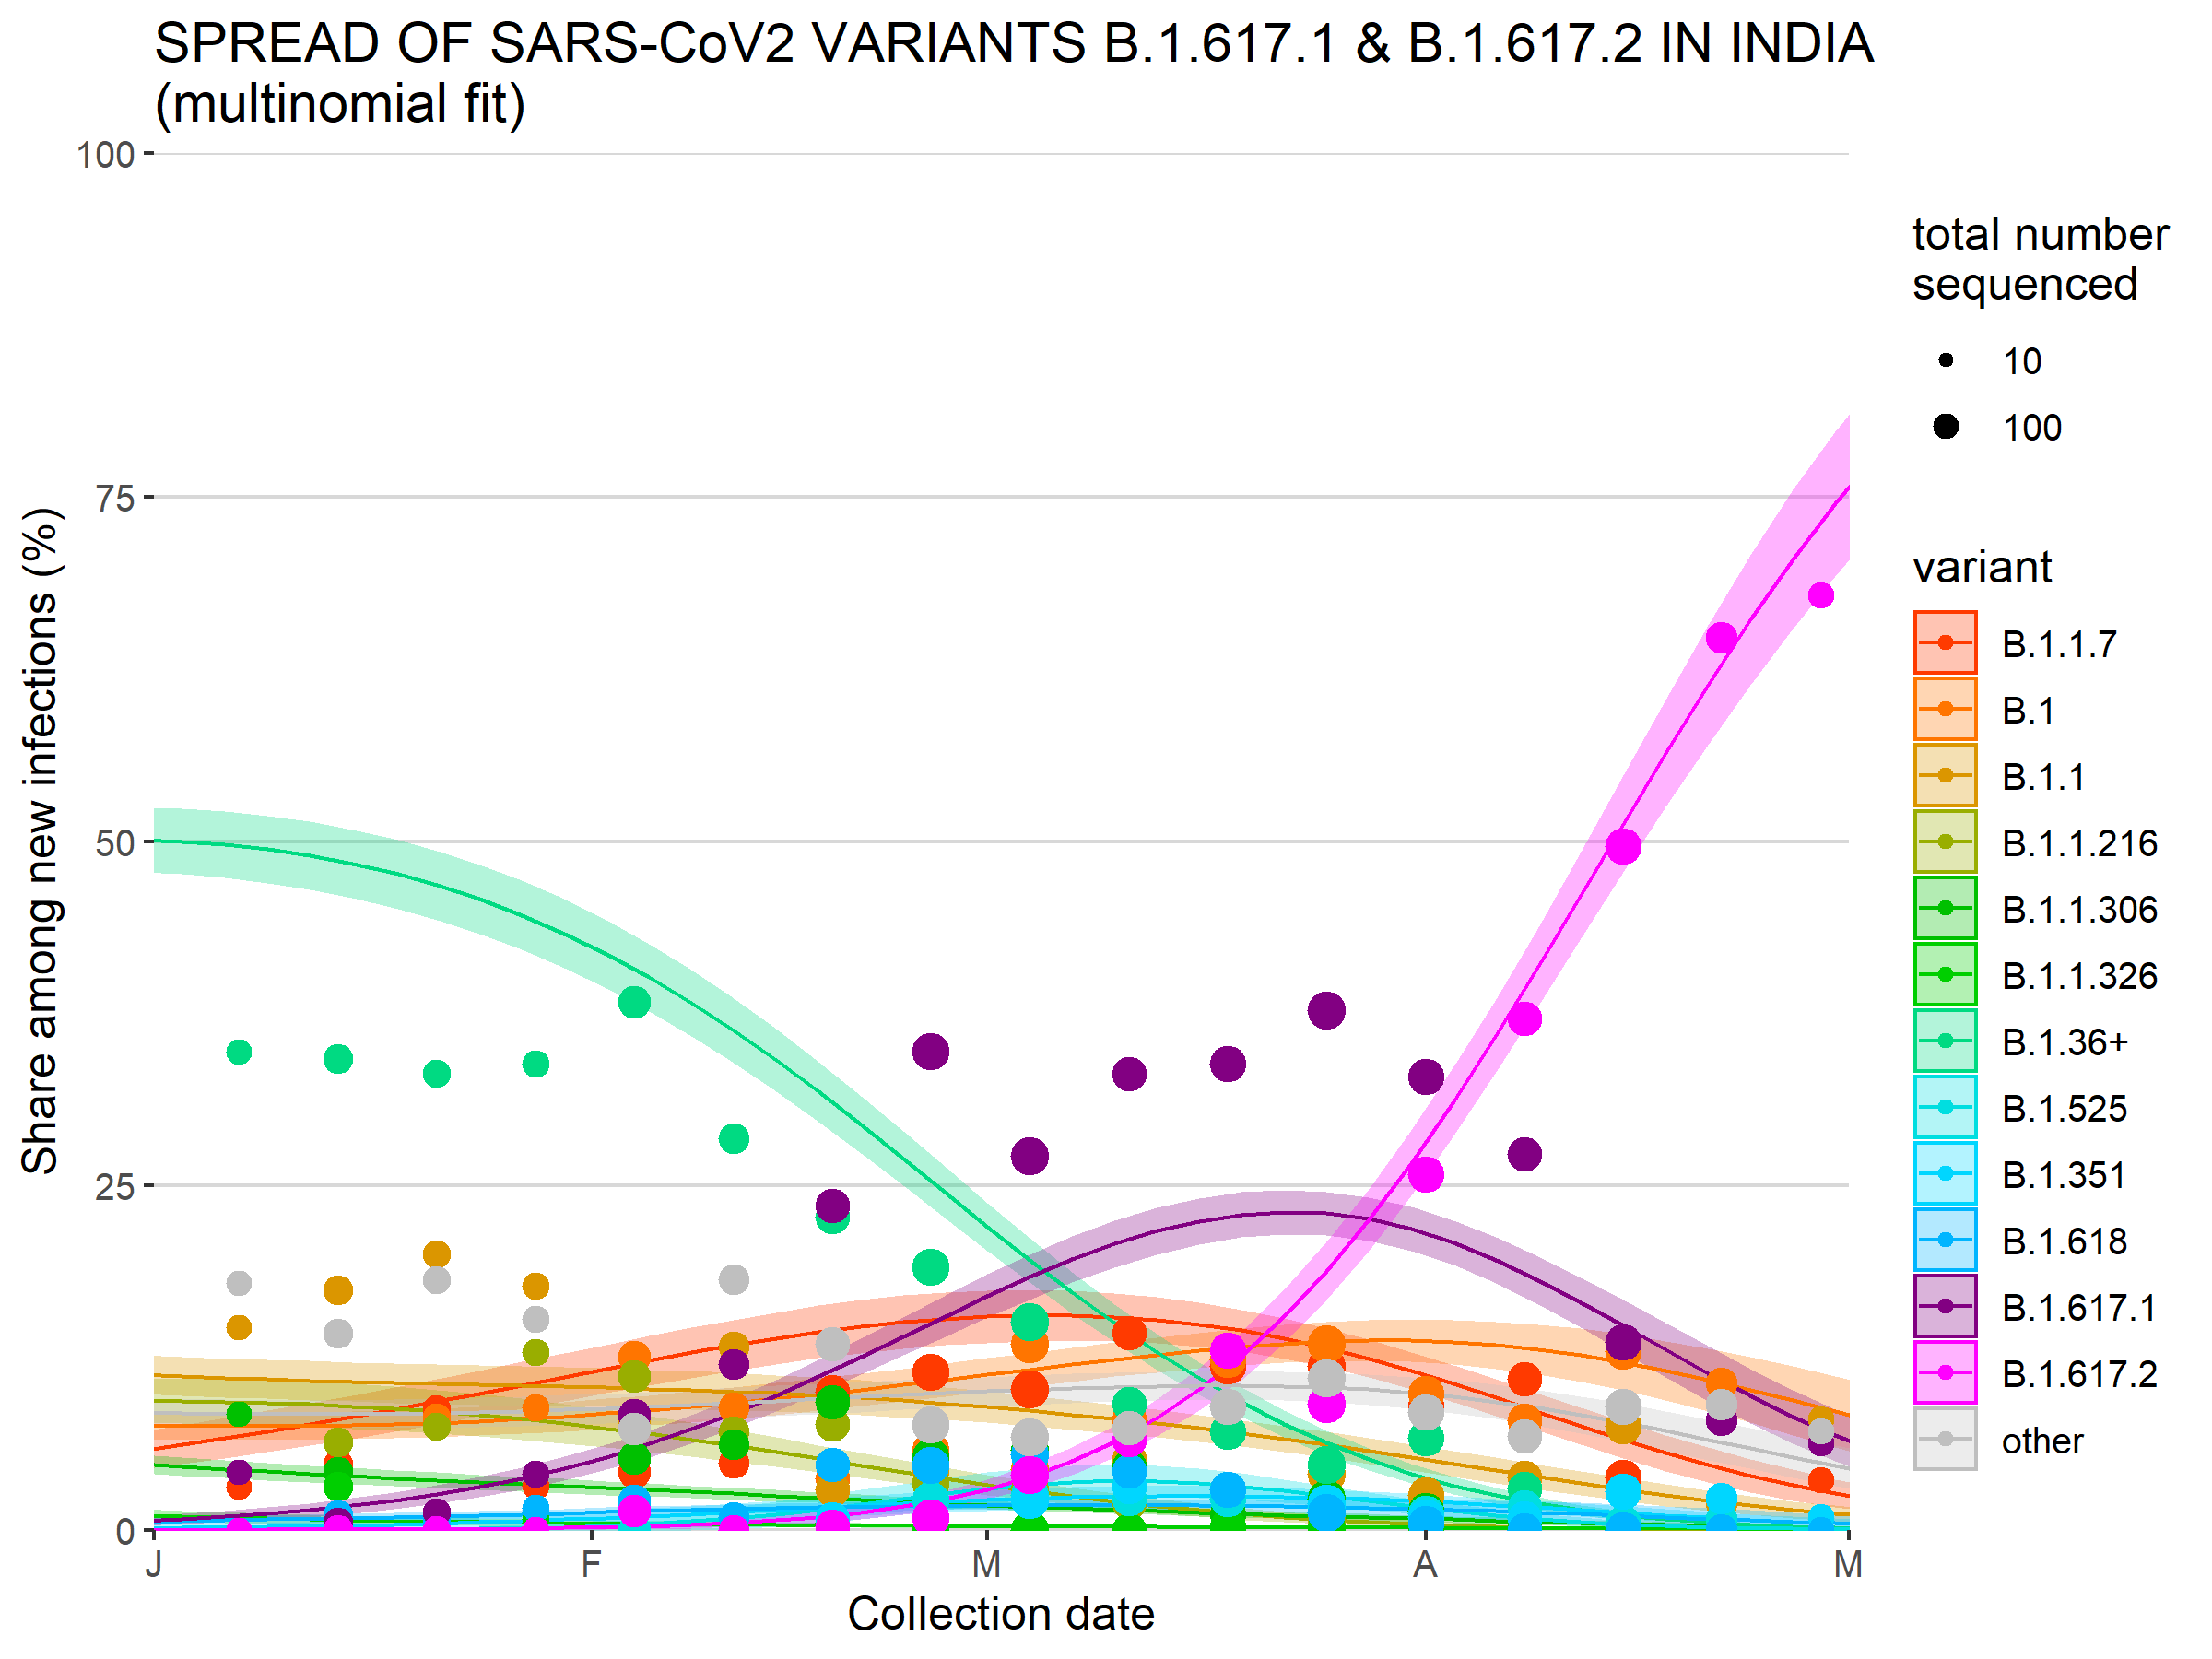 SPREAD OF SARS-CoV2 VARIANTS B.1.617.1 & B.1.617.2 IN INDIA
(multinomial fit)
Share among new infections (%)
100
75
50
25
0
J
F
M
A
M
Collection date
total number
sequenced
10
100
variant
B.1.1.7
B.1
B.1.1
B.1.1.216
B.1.1.306
B.1.1.326
B.1.36+
B.1.525
B.1.351
B.1.618
B.1.617.1
B.1.617.2
other